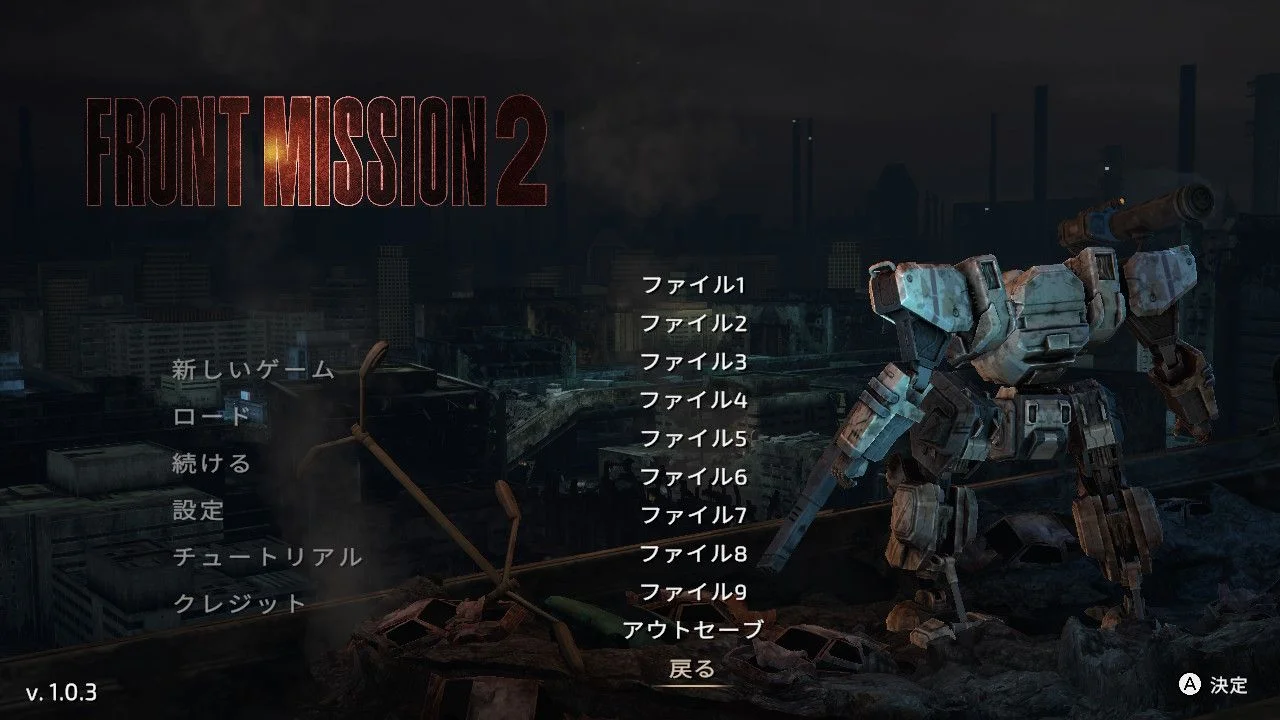 FRONT MISSION 2
新しいゲーム
ロード
続ける
設定
チュートリアル
クレジット
ファイル1
ファイル2
ファイル3
ファイル4
ファイル5
ファイル6
ファイル7
ファイル8
ファイル9
アウトセーブ
戻る
v. 1.0.3
A 決定